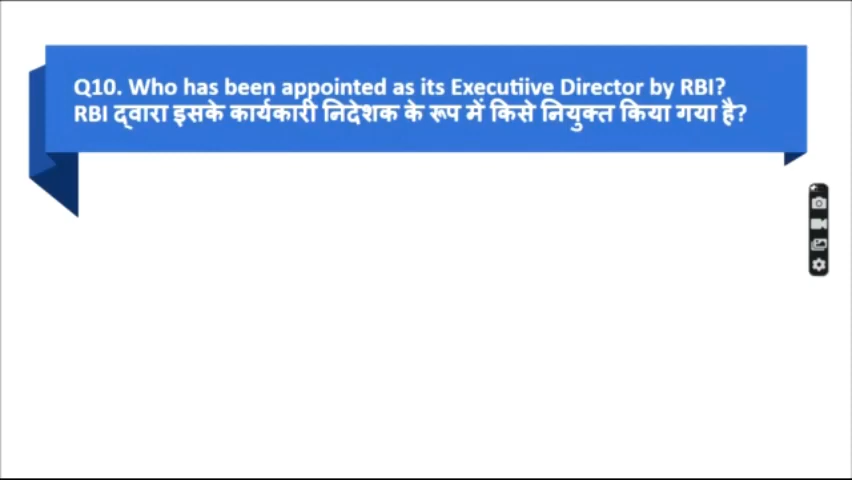 Q10. Who has been appointed as its Executiive Director by RBI?
RBI द्वारा इसके कार्यकारी निदेशक के रूप में किसे नियुक्त किया गया है?